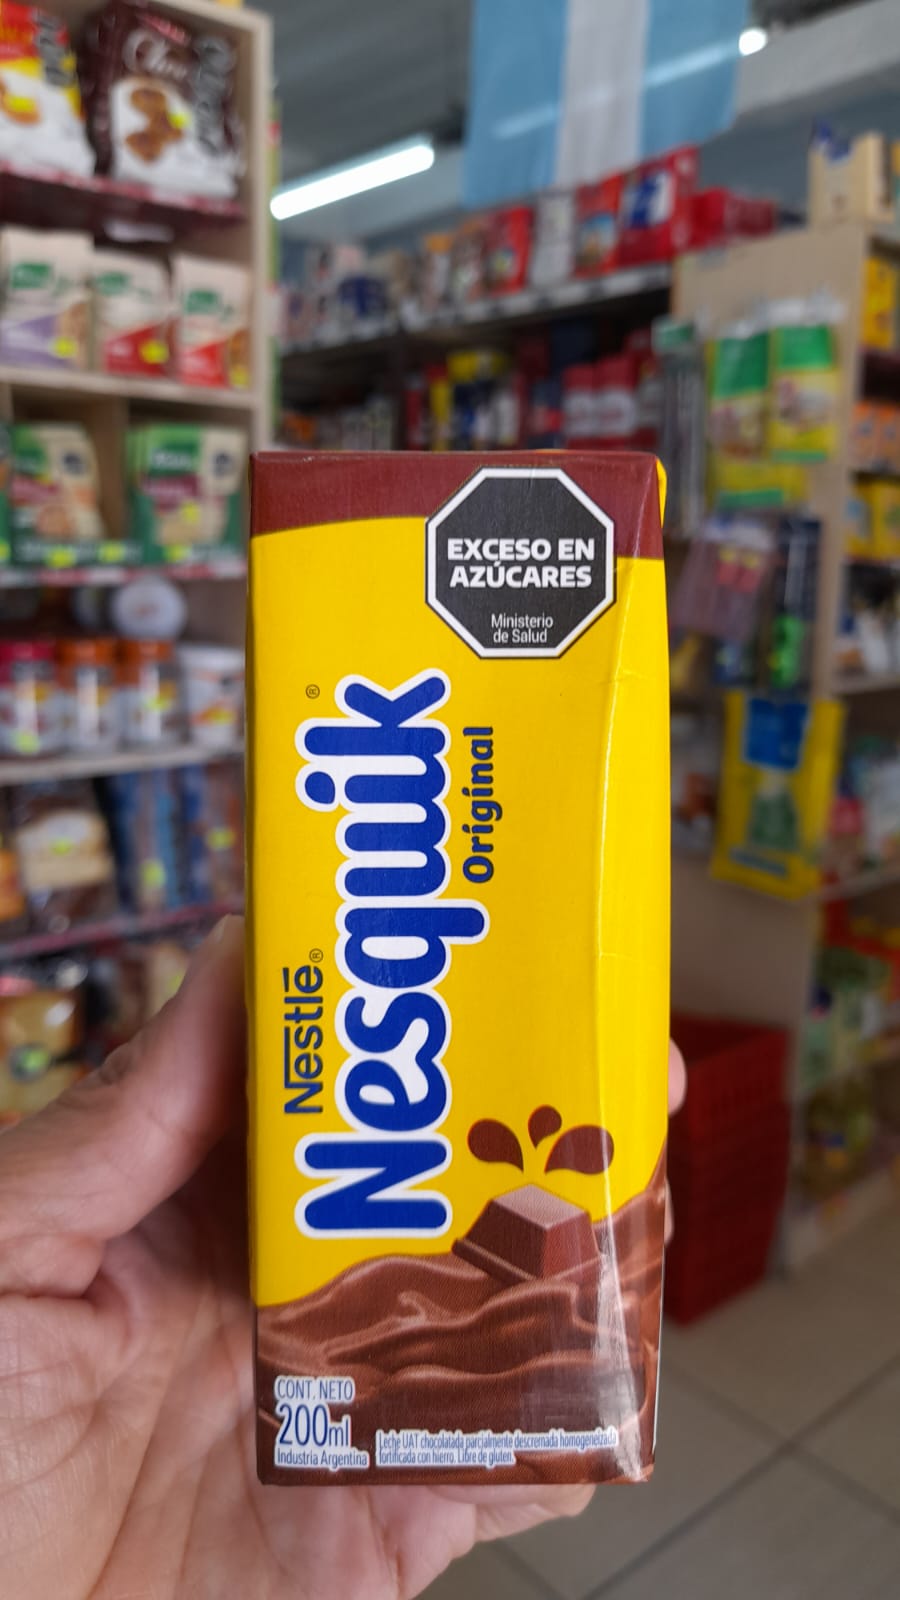 EXCESO EN
AZÚCARES
Ministerio
de Salud
Nestlé®
Nesquik®
Original
CONT. NETO
200ml
Industria Argentina
Leche UAT chocolatada parcialmente descremada homogeneizada
fortificada con hierro. Libre de gluten.